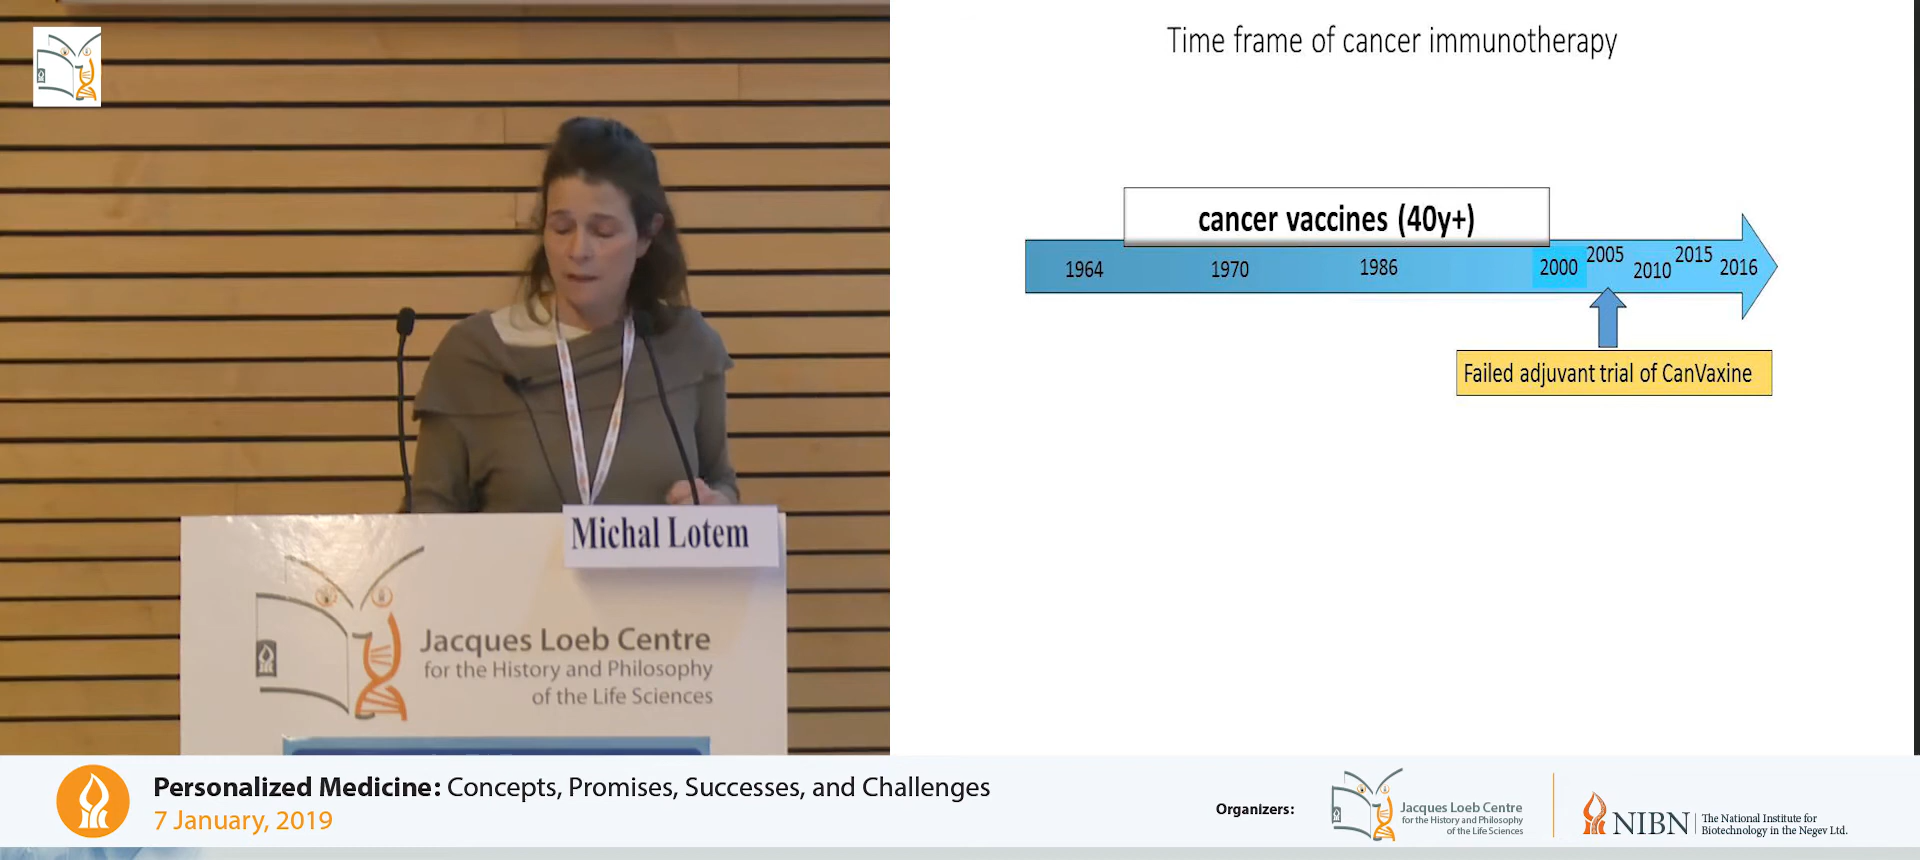 Time frame of cancer immunotherapy
cancer vaccines (40y+)
1964
1970
1986
2000
2005
2010
2015
2016
Failed adjuvant trial of CanVaxine
Michal Lotem
Jacques Loeb Centre
for the History and Philosophy
of the Life Sciences
Personalized Medicine: Concepts, Promises, Successes, and Challenges
7 January, 2019
Organizers:
Jacques Loeb Centre
for the History and Philosophy
of the Life Sciences
NIBN
The National Institute for
Biotechnology in the Negev Ltd.